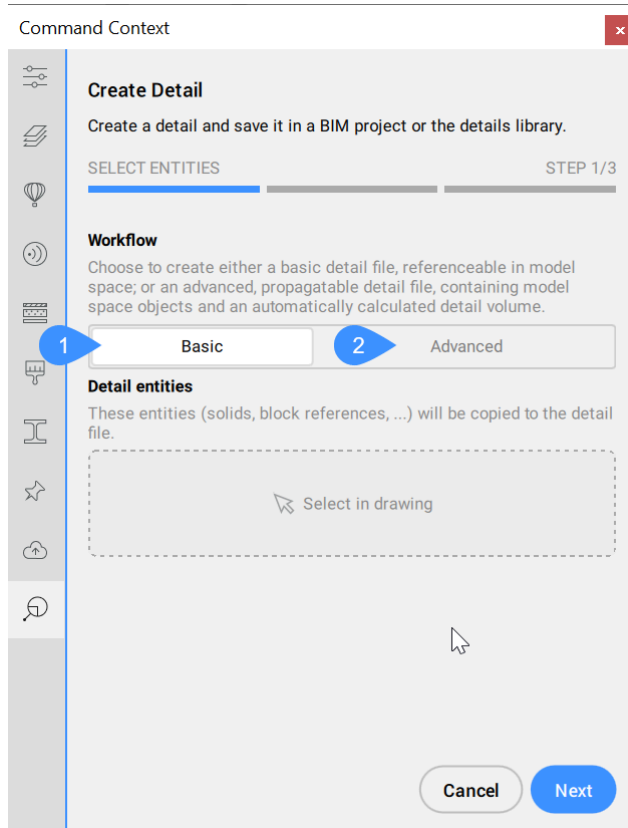 Command Context
x
Create Detail
Create a detail and save it in a BIM project or the details library.
SELECT ENTITIES STEP 1/3
Workflow
Choose to create either a basic detail file, referenceable in model
space; or an advanced, propagatable detail file, containing model
space objects and an automatically calculated detail volume.
1 Basic 2 Advanced
Detail entities
These entities (solids, block references, ...) will be copied to the detail
file.
Select in drawing
Cancel Next